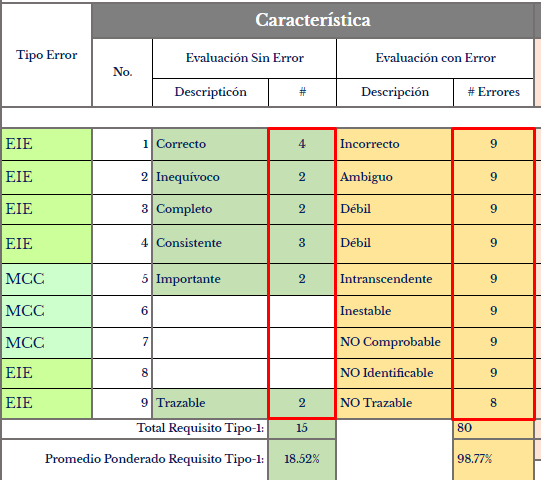 Característica
Tipo Error No. Evaluación Sin Error Evaluación con Error
Descripticón # Descripción # Errores
EIE 1 Correcto 4 Incorrecto 9
EIE 2 Inequívoco 2 Ambiguo 9
EIE 3 Completo 2 Débil 9
EIE 4 Consistente 3 Débil 9
MCC 5 Importante 2 Intranscendente 9
MCC 6 Inestable 9
MCC 7 NO Comprobable 9
EIE 8 NO Identificable 9
EIE 9 Trazable 2 NO Trazable 8
Total Requisito Tipo-1: 15 80
Promedio Ponderado Requisito Tipo-1: 18.52% 98.77%